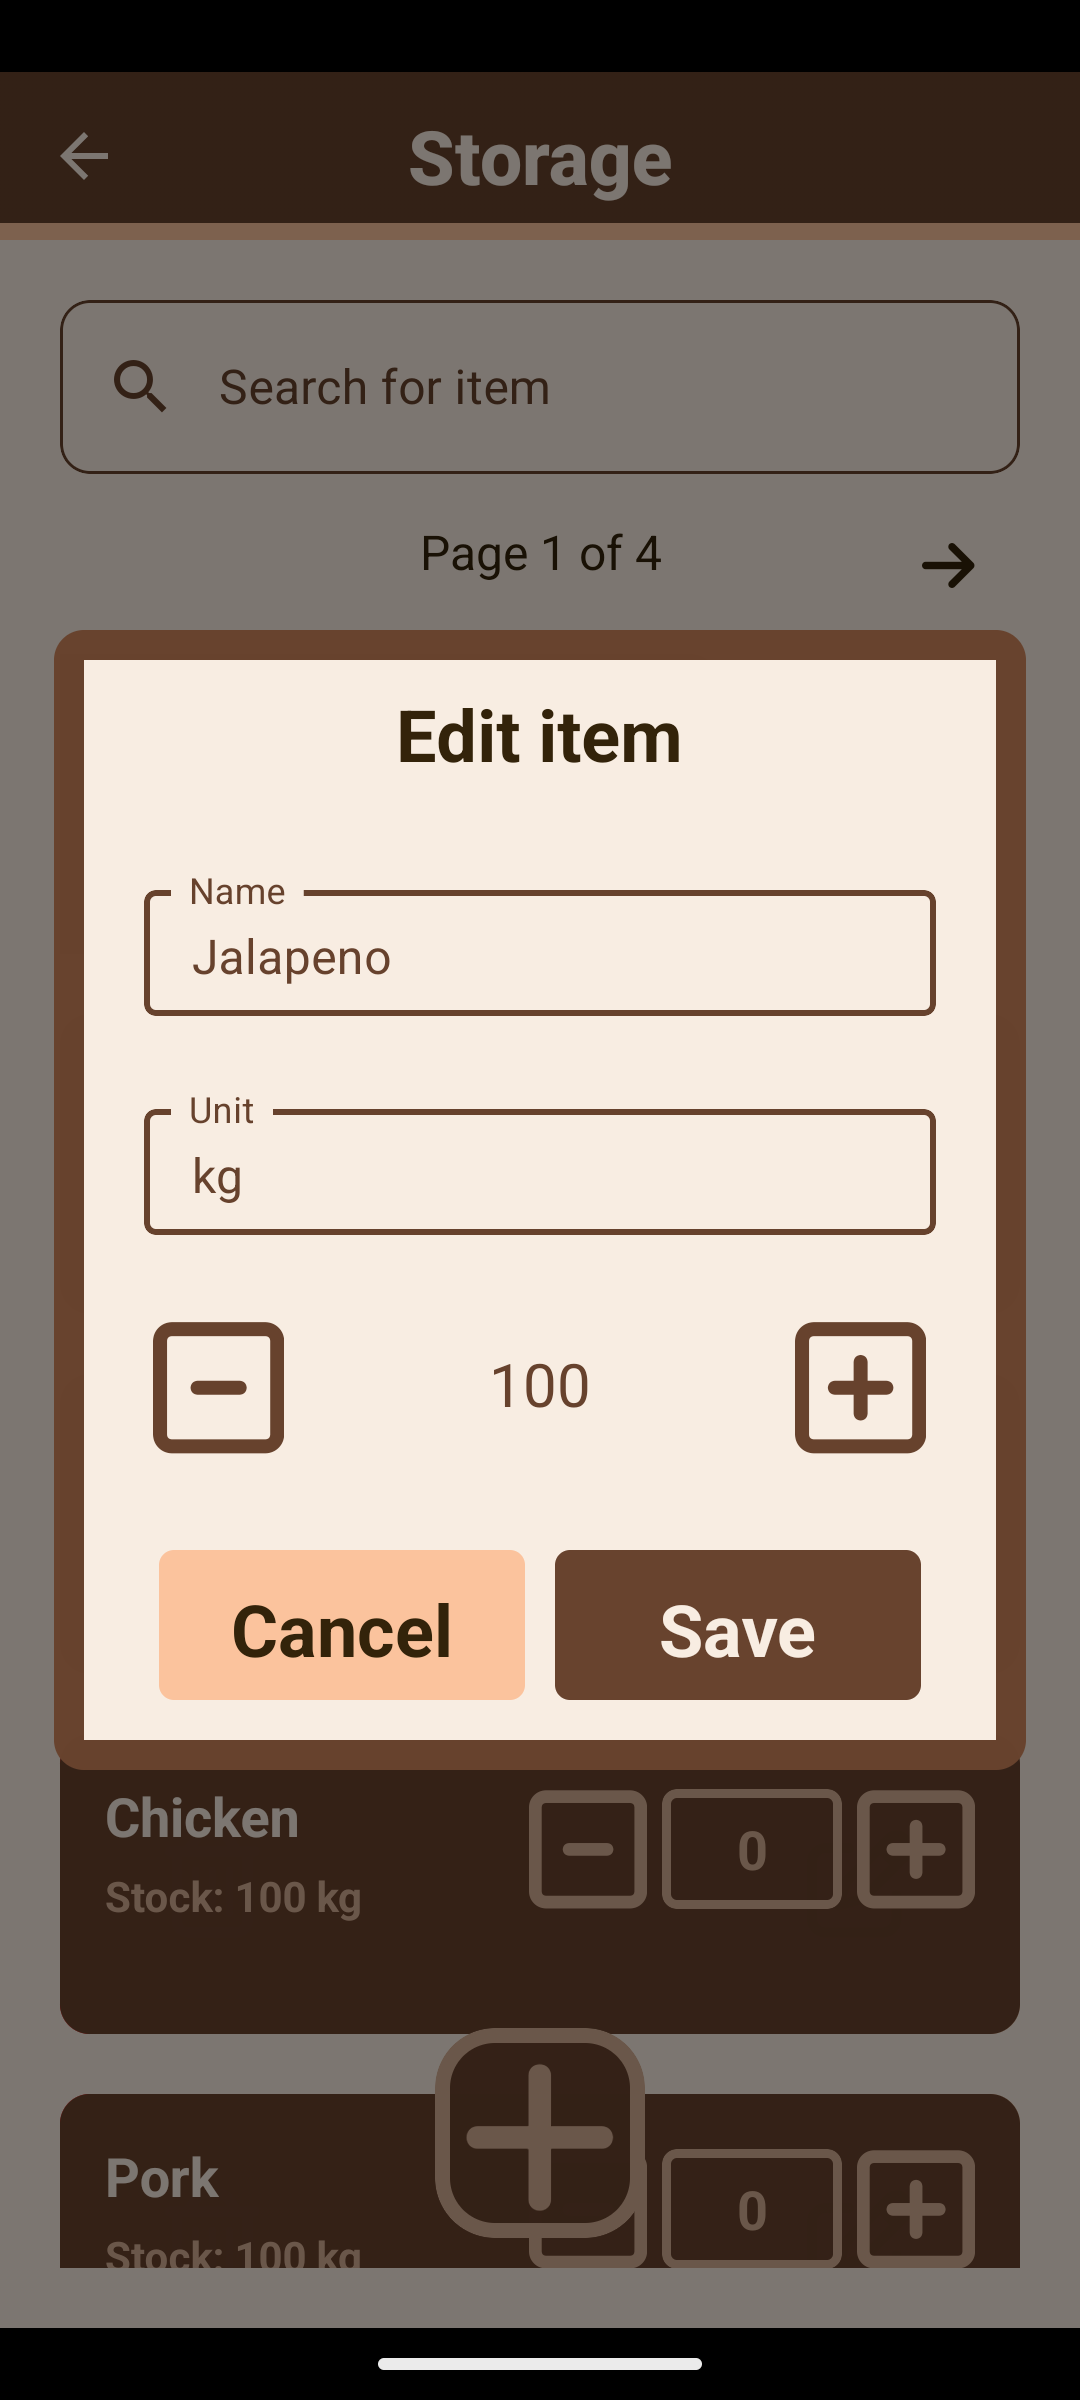 Storage
Search for item
Page 1 of 4
Edit item
Name
Jalapeno
Unit
kg
100
Cancel
Save
Chicken
0
Stock: 100 kg
Pork
0
Stock: 100 kg